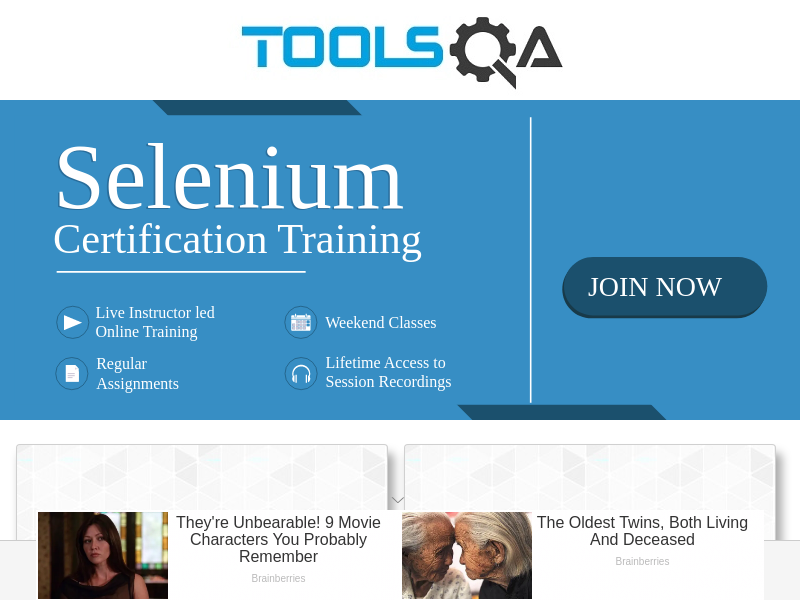 TOOLSQA
Selenium
Certification Training
Live Instructor led
Online Training
Weekend Classes
Regular
Assignments
Lifetime Access to
Session Recordings
JOIN NOW
They're Unbearable! 9 Movie
Characters You Probably
Remember
Brainberries
The Oldest Twins, Both Living
And Deceased
Brainberries